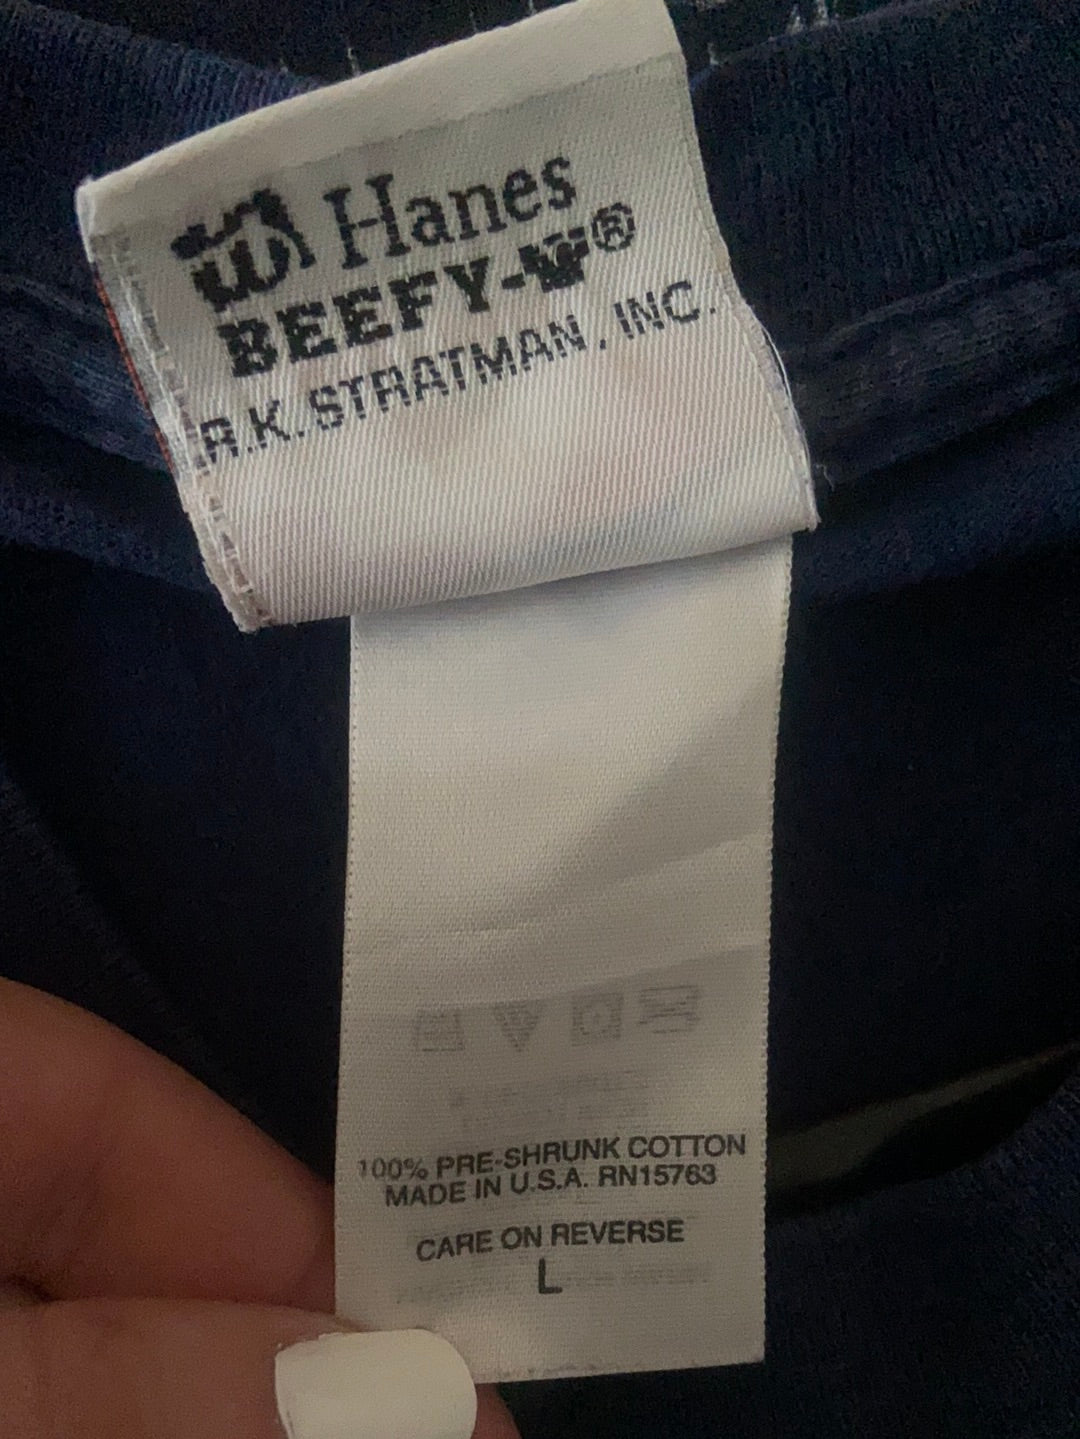 Hanes
BEEFY-T®
R.K. STRATMAN, INC.
100% PRE-SHRUNK COTTON
MADE IN U.S.A. RN15763
CARE ON REVERSE
L